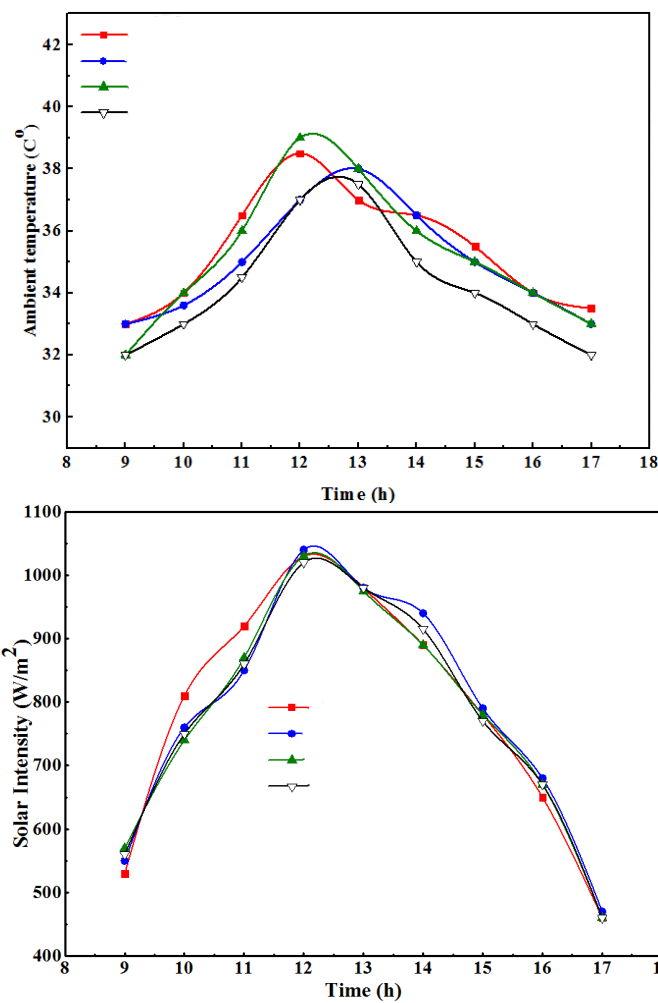 42
40
38
36
34
32
30
Ambient temperature (C°)
8 9 10 11 12 13 14 15 16 17 18
Time (h)
1100
1000
900
800
700
600
500
400
Solar Intensity (W/m²)
8 9 10 11 12 13 14 15 16 17 1
Time (h)